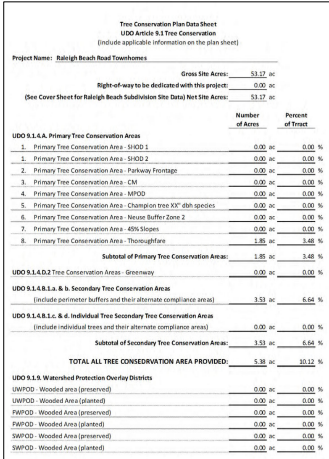 Tree Conservation Plan Data Sheet
UDO Article 9.1 Tree Conservation
(include applicable information on the plan sheet)
Project Name: Raleigh Beach Road Townhomes
Gross Site Acres: 53.17 ac
Right-of-way to be dedicated with this project: 0.00 ac
(See Cover Sheet for Raleigh Beach Subdivision Site Data) Net Site Acres: 53.17 ac
Number Percent
of Acres of Trract
UDO 9.1.4.A. Primary Tree Conservation Areas
1. Primary Tree Conservation Area - SHOD 1 0.00 ac 0.00 %
1. Primary Tree Conservation Area - SHOD 2 0.00 ac 0.00 %
2. Primary Tree Conservation Area - Parkway Frontage 0.00 ac 0.00 %
3. Primary Tree Conservation Area - CM 0.00 ac 0.00 %
4. Primary Tree Conservation Area - MPOD 0.00 ac 0.00 %
5. Primary Tree Conservation Area - Champion tree XX" dbh species 0.00 ac 0.00 %
6. Primary Tree Conservation Area - Neuse Buffer Zone 2 0.00 ac 0.00 %
7. Primary Tree Conservation Area - 45% Slopes 0.00 ac 0.00 %
8. Primary Tree Conservation Area - Thoroughfare 1.85 ac 3.48 %
Subtotal of Primary Tree Conservation Areas: 1.85 ac 3.48 %
UDO 9.1.4.D.2 Tree Conservation Areas - Greenway 0.00 ac 0.00 %
UDO 9.1.4.B.1.a. & b. Secondary Tree Conservation Areas
(include perimeter buffers and their alternate compliance areas) 3.53 ac 6.64 %
UDO 9.1.4.B.1.c. & d. Individual Tree Secondary Tree Conservation Areas
(include individual trees and their alternate compliance areas) 0.00 ac 0.00 %
Subtotal of Secondary Tree Conservation Areas: 3.53 ac 6.64 %
TOTAL ALL TREE CONSEDRVATION AREA PROVIDED: 5.38 ac 10.12 %
UDO 9.1.9. Watershed Protection Overlay Districts
UWPOD - Wooded Area (preserved) 0.00 ac 0.00 %
UWPOD - Wooded Area (planted) 0.00 ac 0.00 %
FWPOD - Wooded Area (preserved) 0.00 ac 0.00 %
FWPOD - Wooded Area (planted) 0.00 ac 0.00 %
SWPOD - Wooded Area (preserved) 0.00 ac 0.00 %
SWPOD - Wooded Area (planted) 0.00 ac 0.00 %